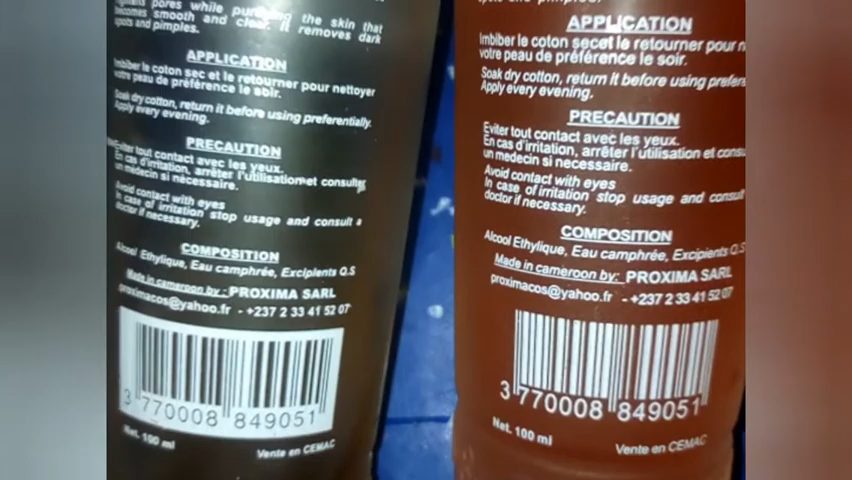 pores while the skin that
becomes smooth and clear. It removes dark
spots and pimples.
APPLICATION
Imbiber le coton sec et le retourner pour nettoyer
votre peau de préférence le soir.
Soak dry cotton, return it before using preferentially.
Apply every evening.
PRECAUTION
Eviter tout contact avec les yeux.
En cas d'irritation, arrêter l'utilisationet consulter
un medecin si nécessaire.
Avoid contact with eyes
In case of irritation stop usage and consult a
doctor if necessary.
COMPOSITION
Alcool Ethylique, Eau camphrée, Excipients Q.S
Made in cameroon by: PROXIMA SARL
proximacos@yahoo.fr - +237 2 33 41 52 07
3 770008 849051
Net. 100 ml
Vente en CEMAC
APPLICATION
Imbiber le coton secet le retourner pour n
votre peau de préférence le soir.
Soak dry cotton, return it before using prefere
Apply every evening.
PRECAUTION
Eviter tout contact avec les yeux.
En cas d'irritation, arrêter l'utilisation et consu
un medecin si necessaire.
Avoid contact with eyes
In case of irritation stop usage and consult
doctor if necessary.
COMPOSITION
Alcool Ethylique, Eau camphrée, Excipients Q.S
Made in cameroon by: PROXIMA SARL
proximacos@yahoo.fr - +237 2 33 41 52 07
3 770008 849051
Net. 100 ml
Vente en CEMAC